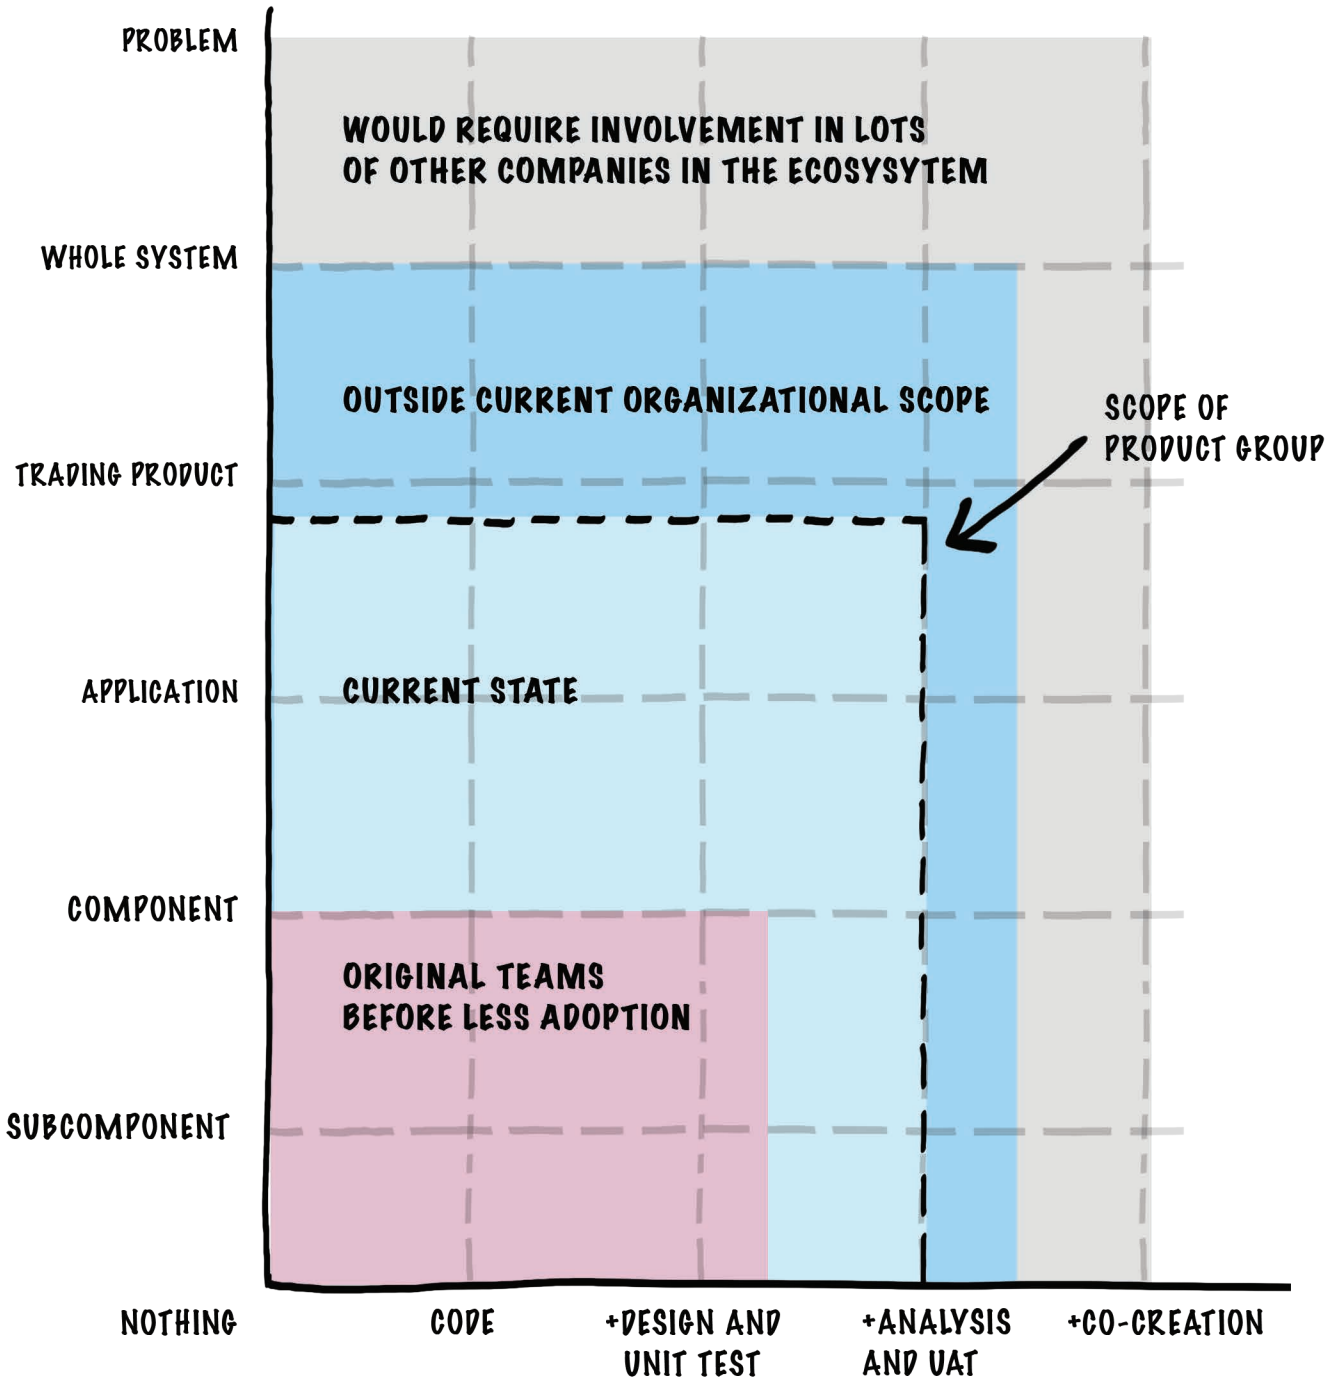 PROBLEM
WOULD REQUIRE INVOLVEMENT IN LOTS
OF OTHER COMPANIES IN THE ECOSYSYTEM
WHOLE SYSTEM
OUTSIDE CURRENT ORGANIZATIONAL SCOPE
SCOPE OF
PRODUCT GROUP
TRADING PRODUCT
APPLICATION
CURRENT STATE
COMPONENT
ORIGINAL TEAMS
BEFORE LESS ADOPTION
SUBCOMPONENT
NOTHING
CODE
+DESIGN AND
UNIT TEST
+ANALYSIS
AND UAT
+CO-CREATION